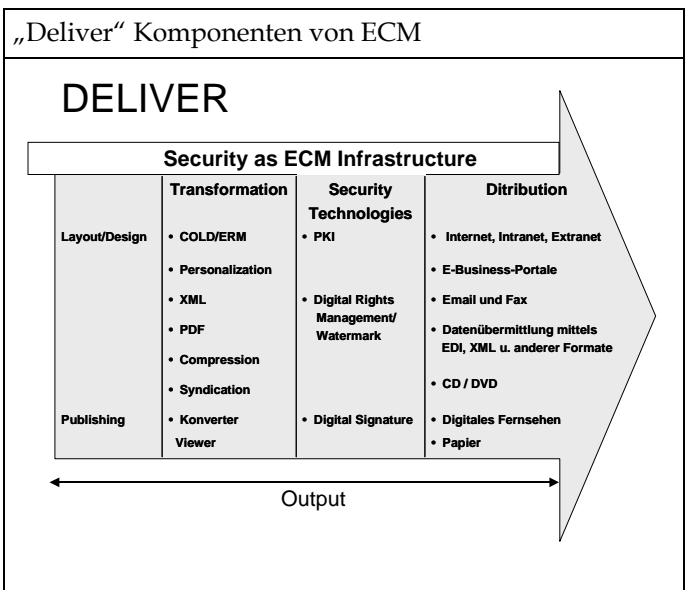 „Deliver“ Komponenten von ECM
DELIVER
Security as ECM Infrastructure
Layout/Design
Publishing
Transformation
• COLD/ERM
• Personalization
• XML
• PDF
• Compression
• Syndication
• Konverter
Viewer
Security
Technologies
• PKI
• Digital Rights
Management/
Watermark
• Digital Signature
Ditribution
• Internet, Intranet, Extranet
• E-Business-Portale
• Email und Fax
• Datenübermittlung mittels
EDI, XML u. anderer Formate
• CD / DVD
• Digitales Fernsehen
• Papier
Output